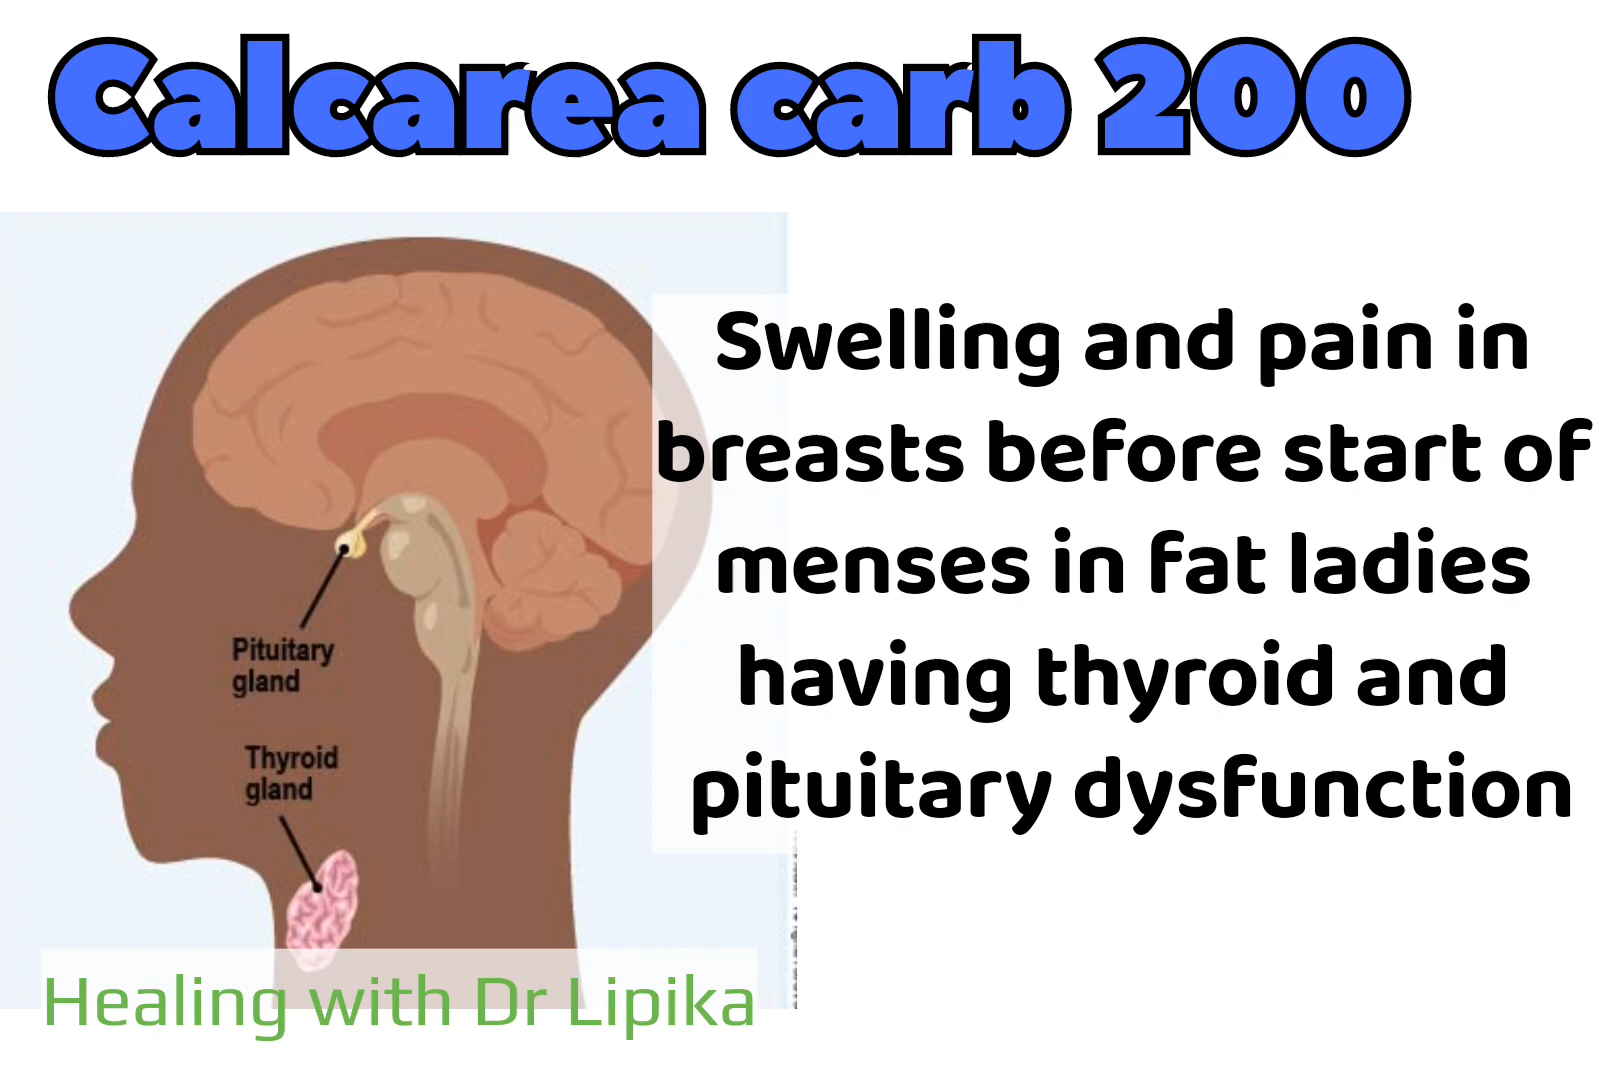 Calcarea carb 200
Swelling and pain in
breasts before start of
menses in fat ladies
having thyroid and
pituitary dysfunction
Pituitary
gland
Thyroid
gland
Healing with Dr Lipika